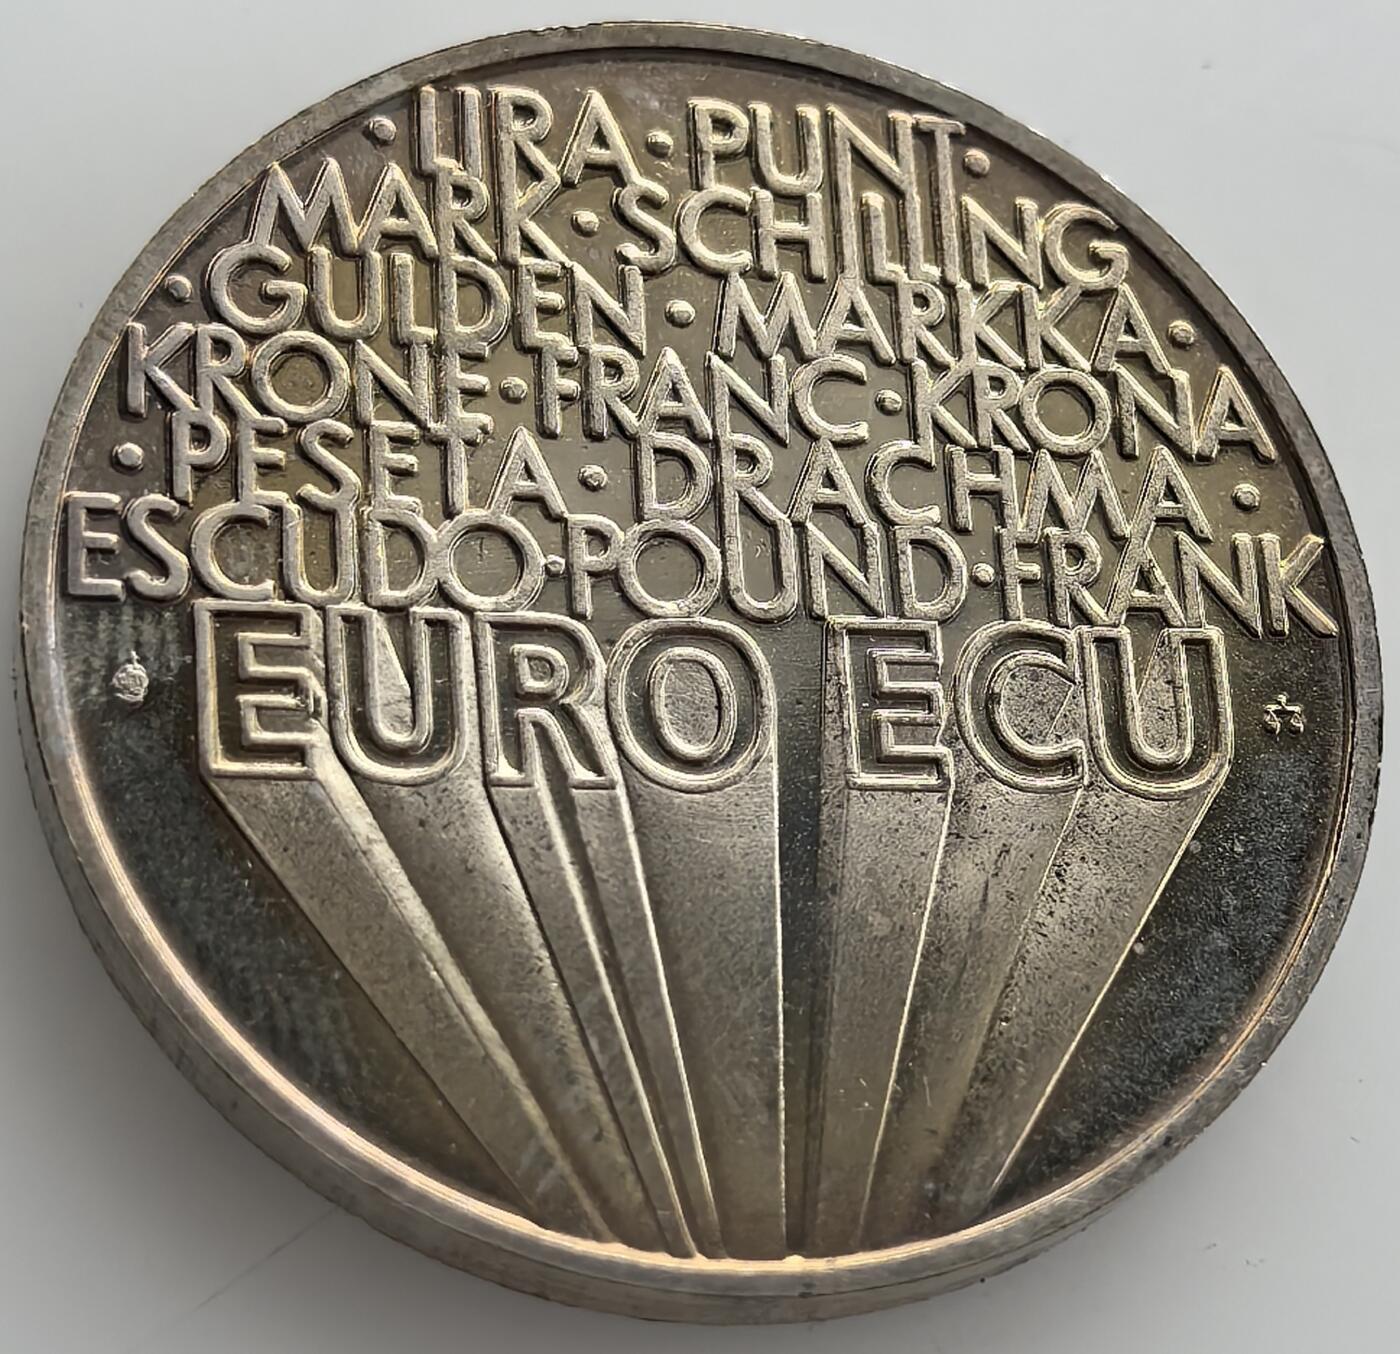 · LIRA · PUNT ·
MARK · SCHILLING
· GULDEN · MARKKA ·
KRONE · FRANC · KRONA
· PESETA · DRACHMA ·
ESCUDO · POUND · FRANK
EURO ECU